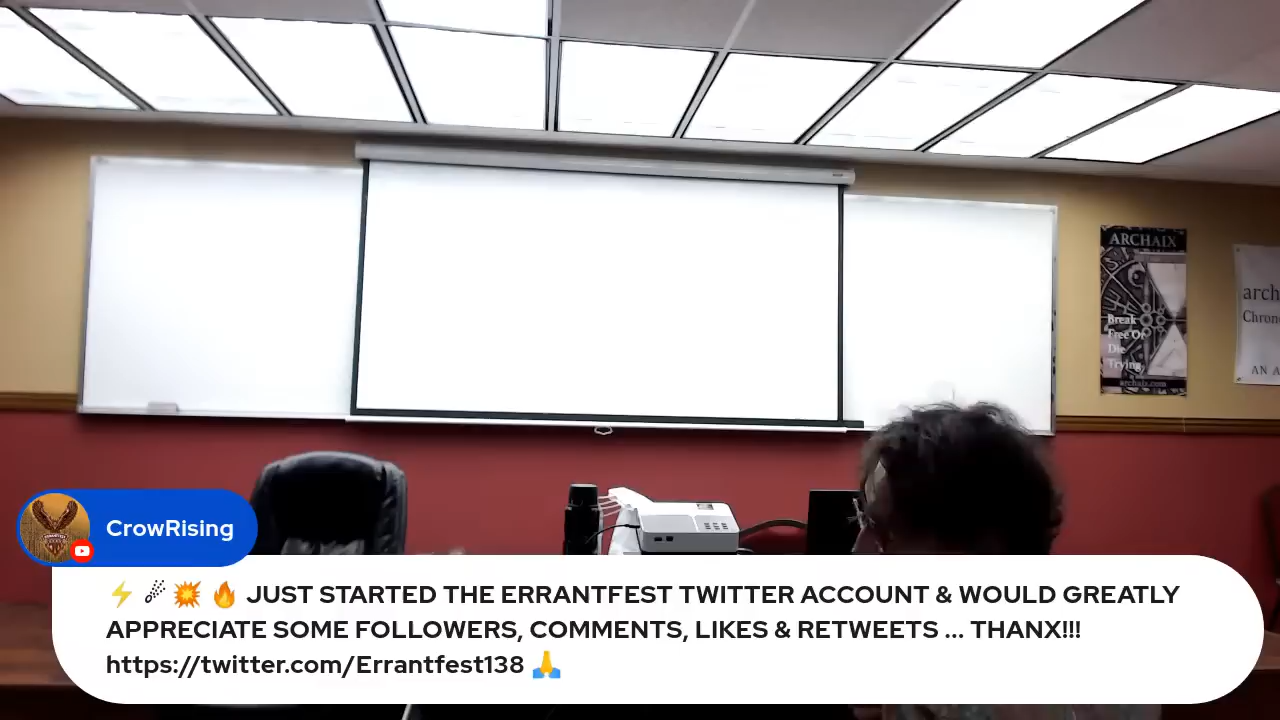 ARCHAIX
Break
Free Or
Die
Trying
archaix.com
arch
Chron
AN A
CrowRising
⚡ ☄ 💥 🔥 JUST STARTED THE ERRANTFEST TWITTER ACCOUNT & WOULD GREATLY
APPRECIATE SOME FOLLOWERS, COMMENTS, LIKES & RETWEETS ... THANX!!!
https://twitter.com/Errantfest138 🙏